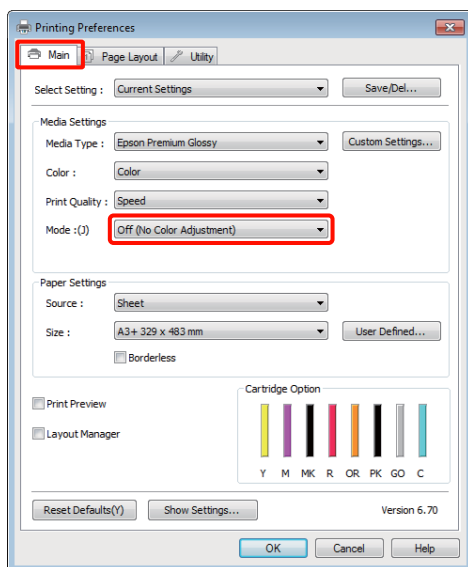 Printing Preferences
Main Page Layout Utility
Select Setting : Current Settings Save/Del...
Media Settings
Media Type : Epson Premium Glossy Custom Settings...
Color : Color
Print Quality : Speed
Mode :(J) Off (No Color Adjustment)
Paper Settings
Source : Sheet
Size : A3+ 329 x 483 mm User Defined...
Borderless
Cartridge Option
Print Preview
Layout Manager
Y M MK R OR PK GO C
Reset Defaults(Y) Show Settings... Version 6.70
OK Cancel Help